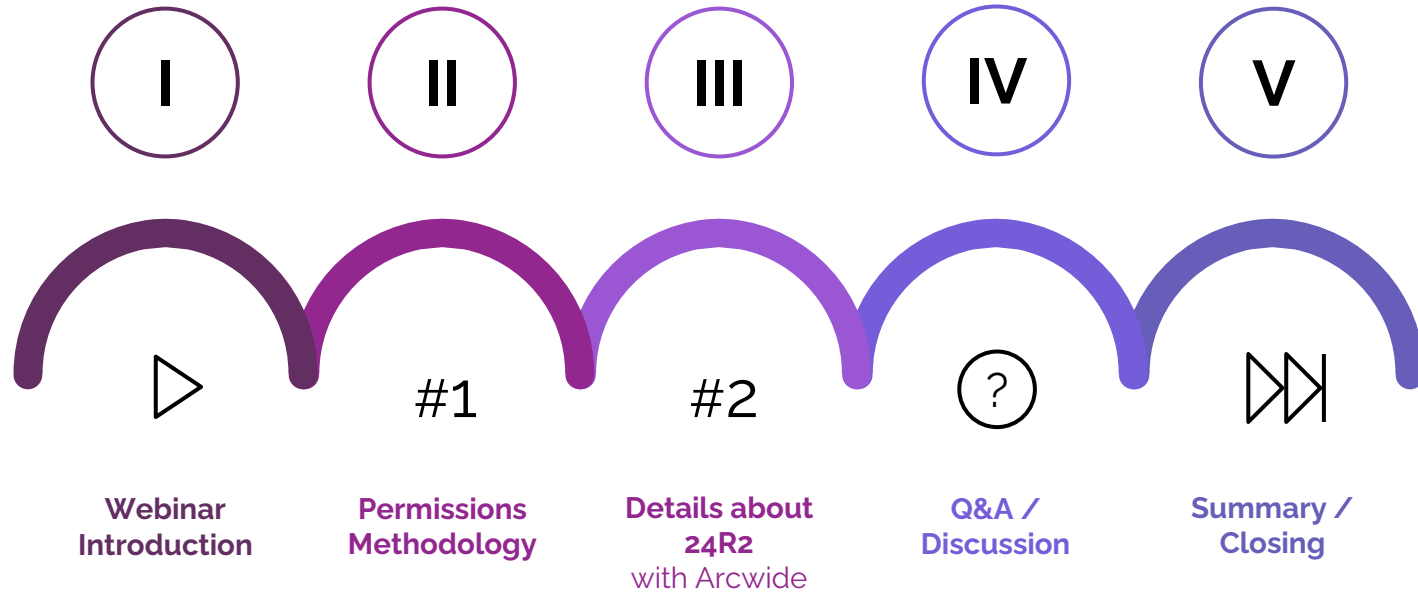 I
II
III
IV
V
#1
#2
?
Webinar
Introduction
Permissions
Methodology
Details about
24R2
with Arcwide
Q&A /
Discussion
Summary /
Closing